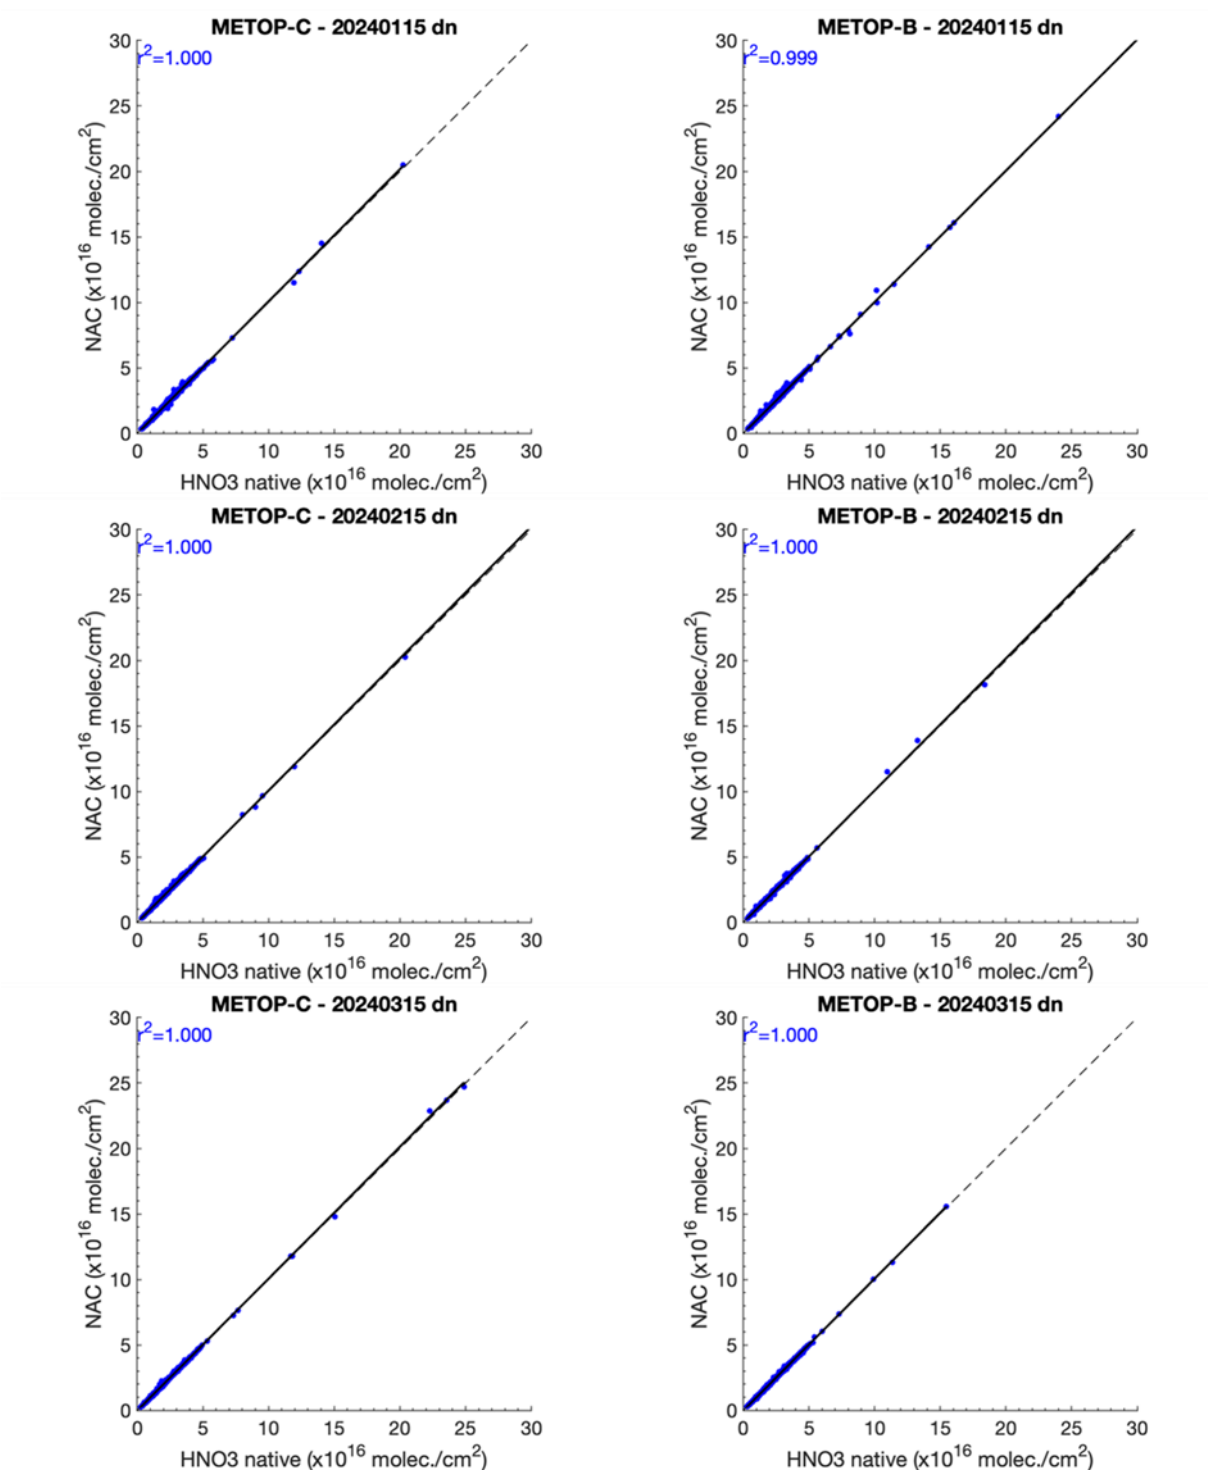 METOP-C - 20240115 dn
r²=1.000
30
25
20
15
10
5
0
NAC (x10¹⁶ molec./cm²)
0 5 10 15 20 25 30
HNO3 native (x10¹⁶ molec./cm²)
METOP-B - 20240115 dn
r²=0.999
30
25
20
15
10
5
0
NAC (x10¹⁶ molec./cm²)
0 5 10 15 20 25 30
HNO3 native (x10¹⁶ molec./cm²)
METOP-C - 20240215 dn
r²=1.000
30
25
20
15
10
5
0
NAC (x10¹⁶ molec./cm²)
0 5 10 15 20 25 30
HNO3 native (x10¹⁶ molec./cm²)
METOP-B - 20240215 dn
r²=1.000
30
25
20
15
10
5
0
NAC (x10¹⁶ molec./cm²)
0 5 10 15 20 25 30
HNO3 native (x10¹⁶ molec./cm²)
METOP-C - 20240315 dn
r²=1.000
30
25
20
15
10
5
0
NAC (x10¹⁶ molec./cm²)
0 5 10 15 20 25 30
HNO3 native (x10¹⁶ molec./cm²)
METOP-B - 20240315 dn
r²=1.000
30
25
20
15
10
5
0
NAC (x10¹⁶ molec./cm²)
0 5 10 15 20 25 30
HNO3 native (x10¹⁶ molec./cm²)